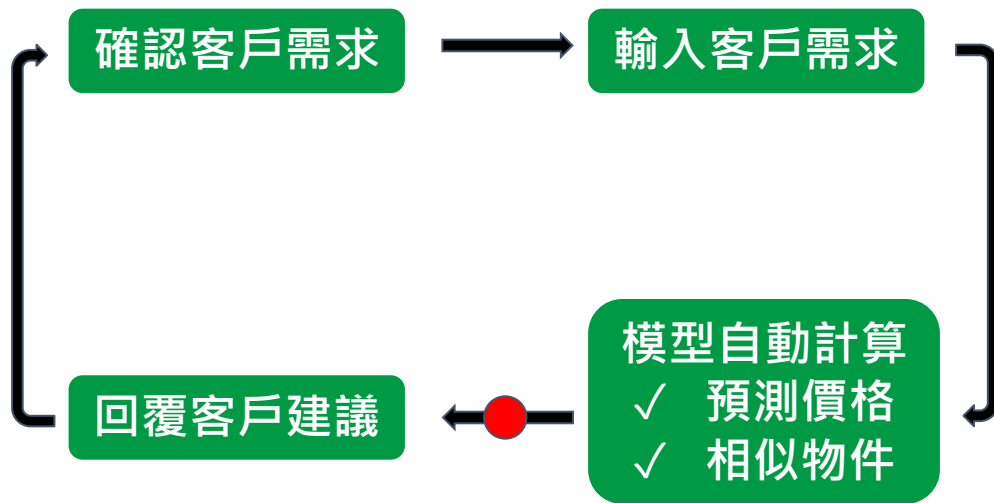 確認客戶需求
輸入客戶需求
模型自動計算
✓ 預測價格
✓ 相似物件
回覆客戶建議